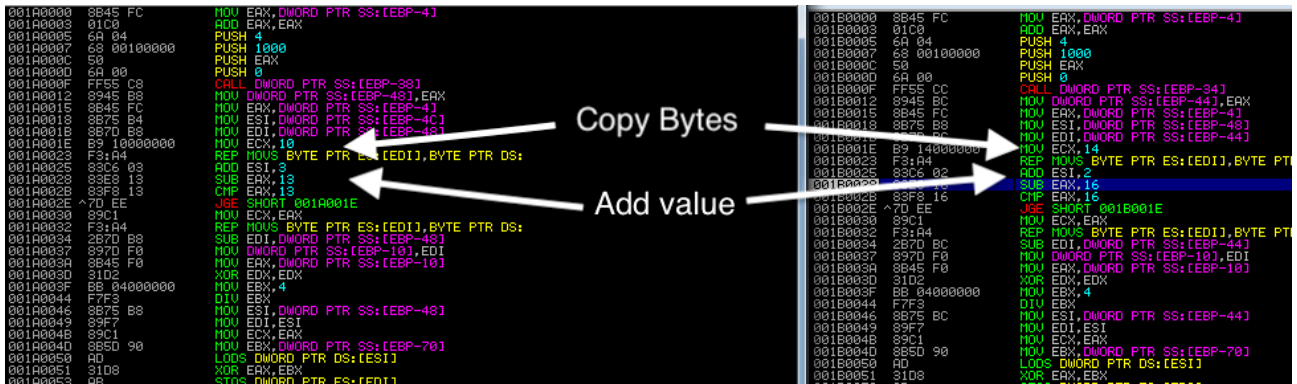 001A0000 8B45 FC MOV EAX,DWORD PTR SS:[EBP-4]
001A0003 01C0 ADD EAX,EAX
001A0005 6A 04 PUSH 4
001A0007 68 00100000 PUSH 1000
001A000C 50 PUSH EAX
001A000D 6A 00 PUSH 0
001A000F FF55 C8 CALL DWORD PTR SS:[EBP-38]
001A0012 8945 B8 MOV DWORD PTR SS:[EBP-48],EAX
001A0015 8B45 FC MOV EAX,DWORD PTR SS:[EBP-4]
001A0018 8B75 B4 MOV ESI,DWORD PTR SS:[EBP-4C]
001A001B 8B7D B8 MOV EDI,DWORD PTR SS:[EBP-48]
001A001E B9 10000000 MOV ECX,10
001A0023 F3:A4 REP MOVS BYTE PTR ES:[EDI],BYTE PTR DS:
001A0025 83C6 03 ADD ESI,3
001A0028 83E8 13 SUB EAX,13
001A002B 83F8 13 CMP EAX,13
001A002E ^7D EE JGE SHORT 001A001E
001A0030 89C1 MOV ECX,EAX
001A0032 F3:A4 REP MOVS BYTE PTR ES:[EDI],BYTE PTR DS:
001A0034 2B7D B8 SUB EDI,DWORD PTR SS:[EBP-48]
001A0037 897D F0 MOV DWORD PTR SS:[EBP-10],EDI
001A003A 8B45 F0 MOV EAX,DWORD PTR SS:[EBP-10]
001A003D 31D2 XOR EDX,EDX
001A003F BB 04000000 MOV EBX,4
001A0044 F7F3 DIV EBX
001A0046 8B75 B8 MOV ESI,DWORD PTR SS:[EBP-48]
001A0049 89F7 MOV EDI,ESI
001A004B 89C1 MOV ECX,EAX
001A004D 8B5D 90 MOV EBX,DWORD PTR SS:[EBP-70]
001A0050 AD LODS DWORD PTR DS:[ESI]
001A0051 31D8 XOR EAX,EBX
001A0053 AB STOS DWORD PTR ES:[EDI]
Copy Bytes
Add value
001B0000 8B45 FC MOV EAX,DWORD PTR SS:[EBP-4]
001B0003 01C0 ADD EAX,EAX
001B0005 6A 04 PUSH 4
001B0007 68 00100000 PUSH 1000
001B000C 50 PUSH EAX
001B000D 6A 00 PUSH 0
001B000F FF55 CC CALL DWORD PTR SS:[EBP-34]
001B0012 8945 BC MOV DWORD PTR SS:[EBP-44],EAX
001B0015 8B45 FC MOV EAX,DWORD PTR SS:[EBP-4]
001B0018 8B75 B8 MOV ESI,DWORD PTR SS:[EBP-48]
001B001B MOV EDI,DWORD PTR SS:[EBP-44]
001B001E B9 14000000 MOV ECX,14
001B0023 F3:A4 REP MOVS BYTE PTR ES:[EDI],BYTE PTR
001B0025 83C6 02 ADD ESI,2
SUB EAX,16
001B002B 83F8 16 CMP EAX,16
001B002E ^7D EE JGE SHORT 001B001E
001B0030 89C1 MOV ECX,EAX
001B0032 F3:A4 REP MOVS BYTE PTR ES:[EDI],BYTE PTR
001B0034 2B7D BC SUB EDI,DWORD PTR SS:[EBP-44]
001B0037 897D F0 MOV DWORD PTR SS:[EBP-10],EDI
001B003A 8B45 F0 MOV EAX,DWORD PTR SS:[EBP-10]
001B003D 31D2 XOR EDX,EDX
001B003F BB 04000000 MOV EBX,4
001B0044 F7F3 DIV EBX
001B0046 8B75 BC MOV ESI,DWORD PTR SS:[EBP-44]
001B0049 89F7 MOV EDI,ESI
001B004B 89C1 MOV ECX,EAX
001B004D 8B5D 90 MOV EBX,DWORD PTR SS:[EBP-70]
001B0050 AD LODS DWORD PTR DS:[ESI]
001B0051 31D8 XOR EAX,EBX